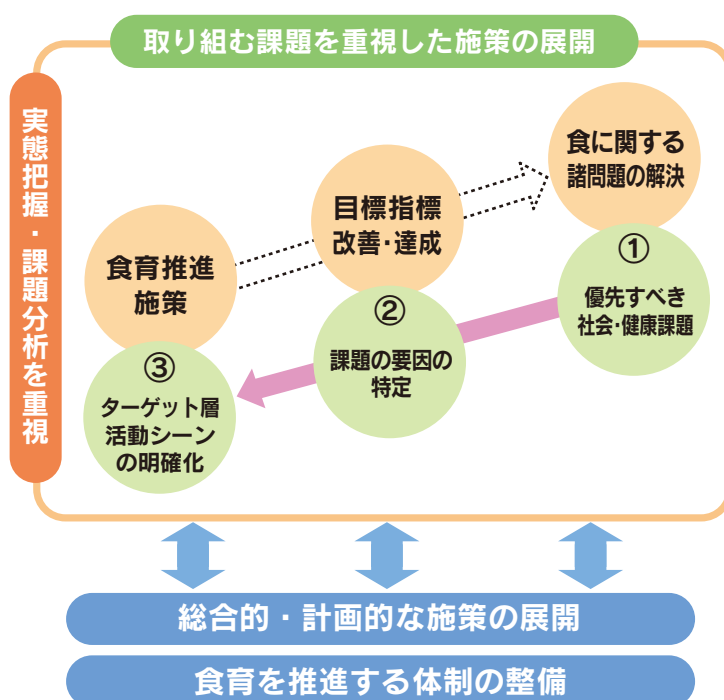 取り組む課題を重視した施策の展開
実態把握・課題分析を重視
食に関する
諸問題の解決
目標指標
改善・達成
食育推進
施策
①
優先すべき
社会・健康課題
②
課題の要因の
特定
③
ターゲット層
活動シーン
の明確化
総合的・計画的な施策の展開
食育を推進する体制の整備